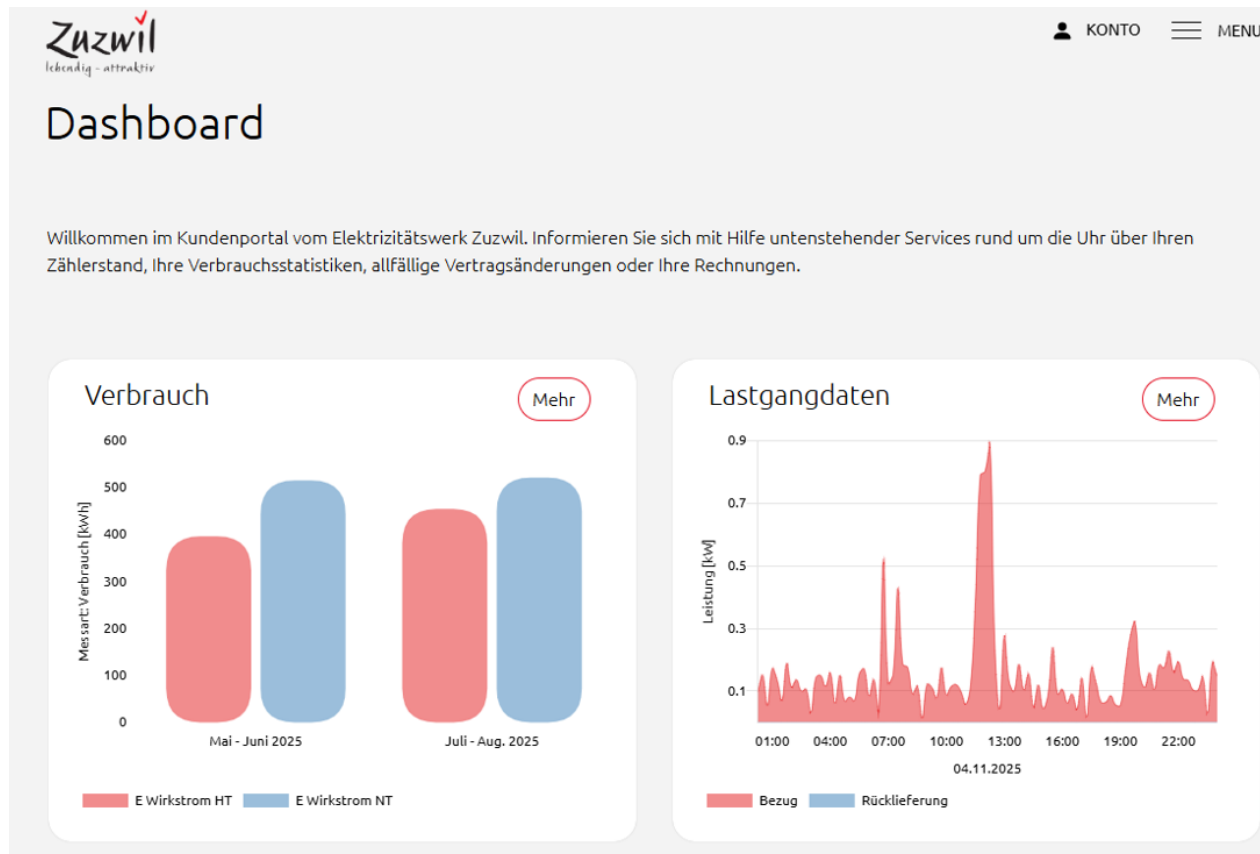 Zuzwil
lebendig - attraktiv
KONTO
MENU
Dashboard
Willkommen im Kundenportal vom Elektrizitätswerk Zuzwil. Informieren Sie sich mit Hilfe untenstehender Services rund um die Uhr über Ihren
Zählerstand, Ihre Verbrauchsstatistiken, allfällige Vertragsänderungen oder Ihre Rechnungen.
Verbrauch
Mehr
600
500
400
300
200
100
0
Messart: Verbrauch [kWh]
Mai - Juni 2025
Juli - Aug. 2025
E Wirkstrom HT
E Wirkstrom NT
Lastgangdaten
Mehr
0.9
0.7
0.5
0.3
0.1
Leistung [kW]
01:00 04:00 07:00 10:00 13:00 16:00 19:00 22:00
04.11.2025
Bezug
Rücklieferung